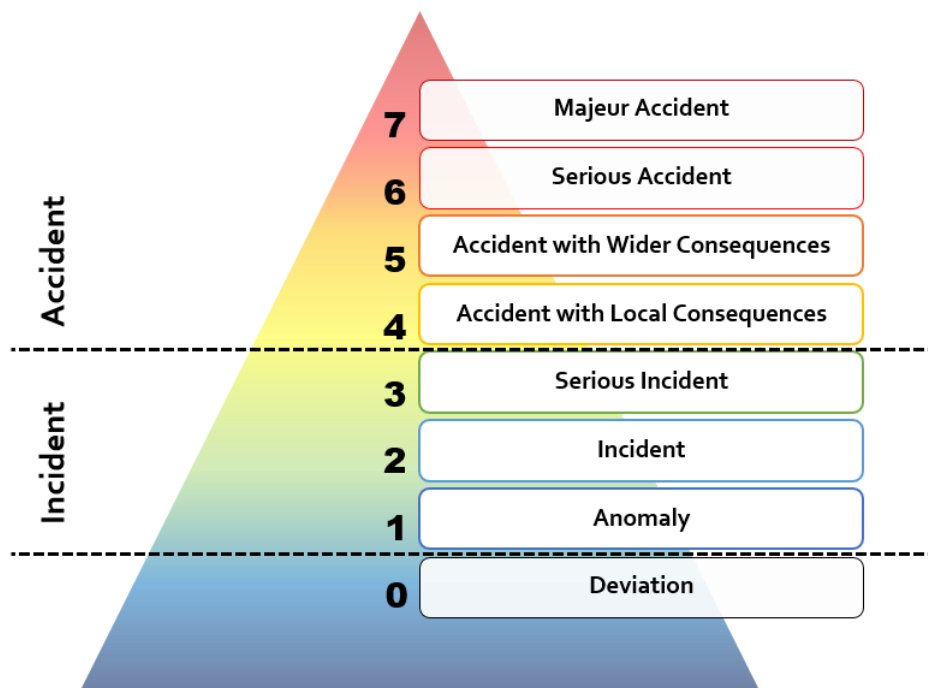 7
Majeur Accident
6
Serious Accident
Accident
5
Accident with Wider Consequences
4
Accident with Local Consequences
3
Serious Incident
Incident
2
Incident
1
Anomaly
0
Deviation